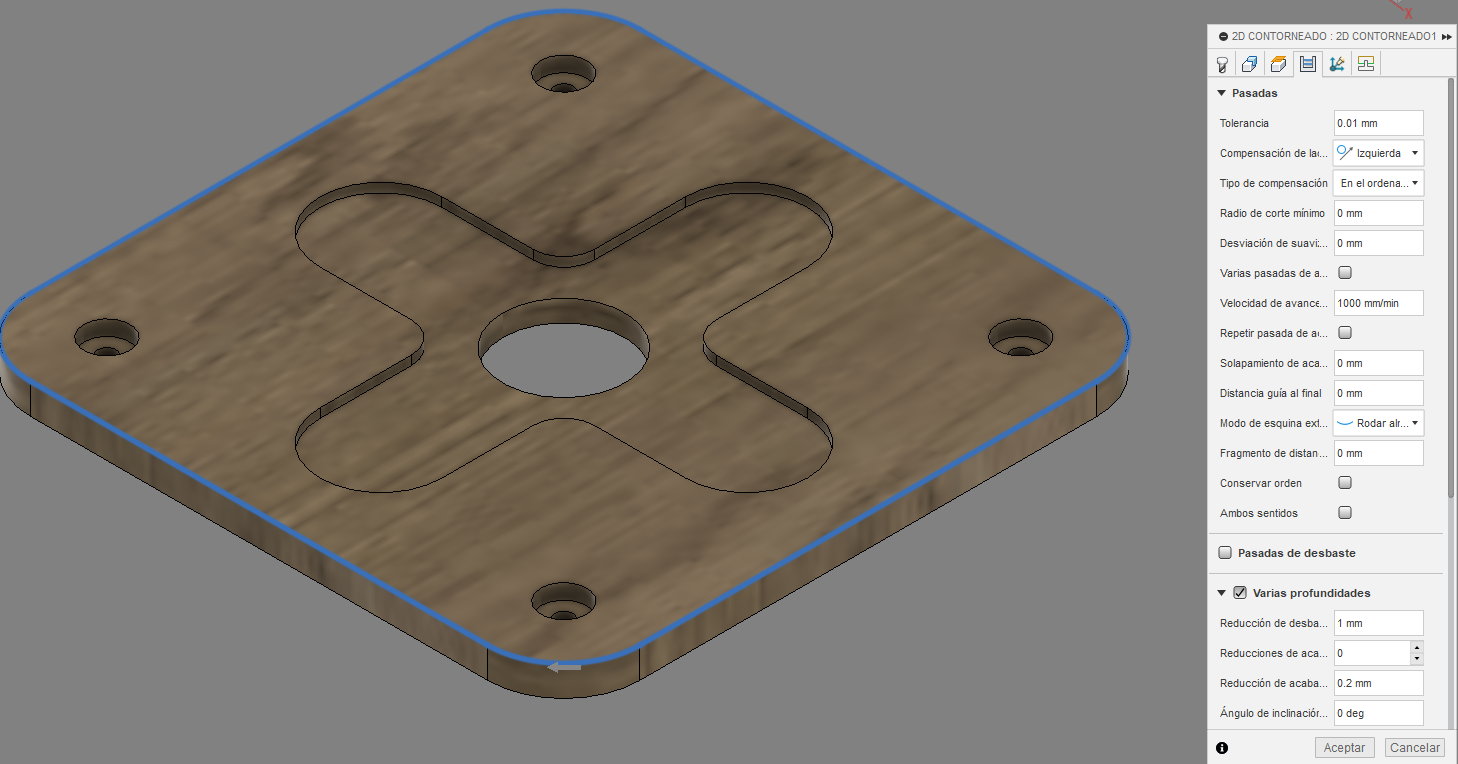 X
2D CONTORNEADO : 2D CONTORNEADO1
Pasadas
Tolerancia 0.01 mm
Compensación de lac... Izquierda
Tipo de compensación En el ordena...
Radio de corte mínimo 0 mm
Desviación de suavi... 0 mm
Varias pasadas de a...
Velocidad de avance... 1000 mm/min
Repetir pasada de ac...
Solapamiento de aca... 0 mm
Distancia guía al final 0 mm
Modo de esquina ext... Rodar alr...
Fragmento de distan... 0 mm
Conservar orden
Ambos sentidos
Pasadas de desbaste
Varias profundidades
Reducción de desba... 1 mm
Reducciones de aca... 0
Reducción de acaba... 0.2 mm
Ángulo de inclinación... 0 deg
Aceptar Cancelar